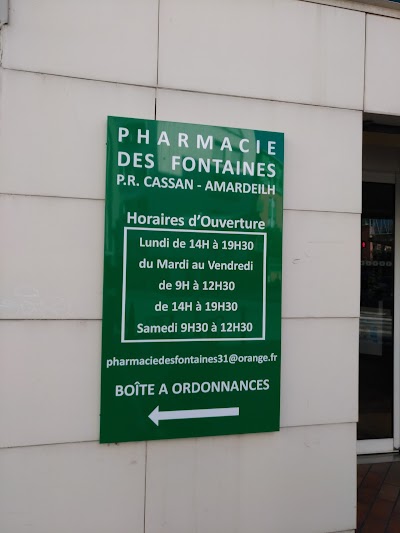 PHARMACIE
DES FONTAINES
P.R. CASSAN - AMARDEILH
Horaires d'Ouverture
Lundi de 14H à 19H30
du Mardi au Vendredi
de 9H à 12H30
de 14H à 19H30
Samedi 9H30 à 12H30
pharmaciedesfontaines31@orange.fr
BOÎTE A ORDONNANCES